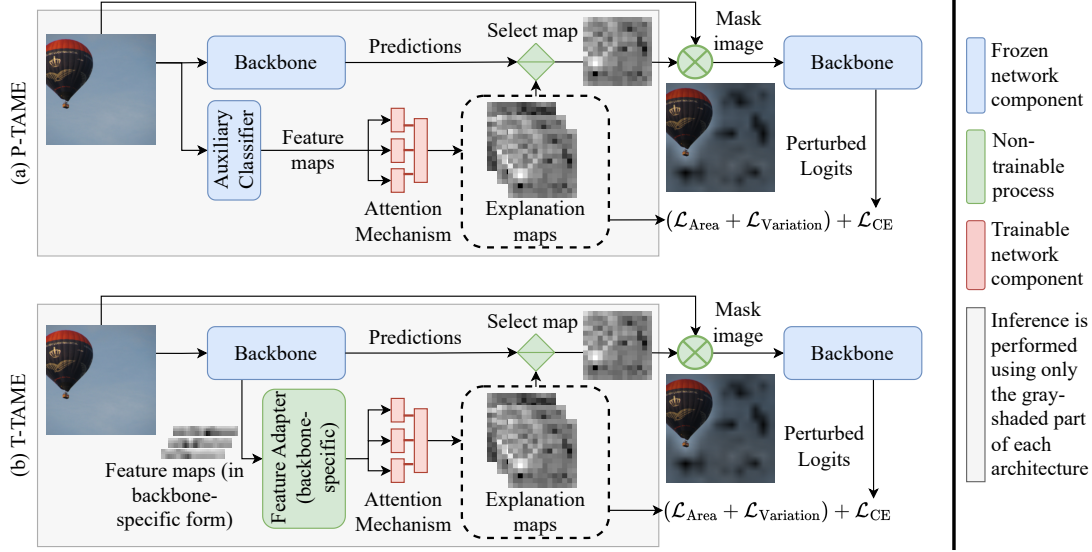 (a) P-TAME
Backbone
Predictions
Select map
Mask
image
Backbone
Auxiliary
Classifier
Feature
maps
Attention
Mechanism
Explanation
maps
Perturbed
Logits
(ℒArea + ℒVariation) + ℒCE
(b) T-TAME
Backbone
Predictions
Select map
Mask
image
Backbone
Feature maps (in
backbone-
specific form)
Feature Adapter
(backbone-
specific)
Attention
Mechanism
Explanation
maps
Perturbed
Logits
(ℒArea + ℒVariation) + ℒCE
Frozen
network
component
Non-
trainable
process
Trainable
network
component
Inference is
performed
using only
the gray-
shaded part
of each
architecture